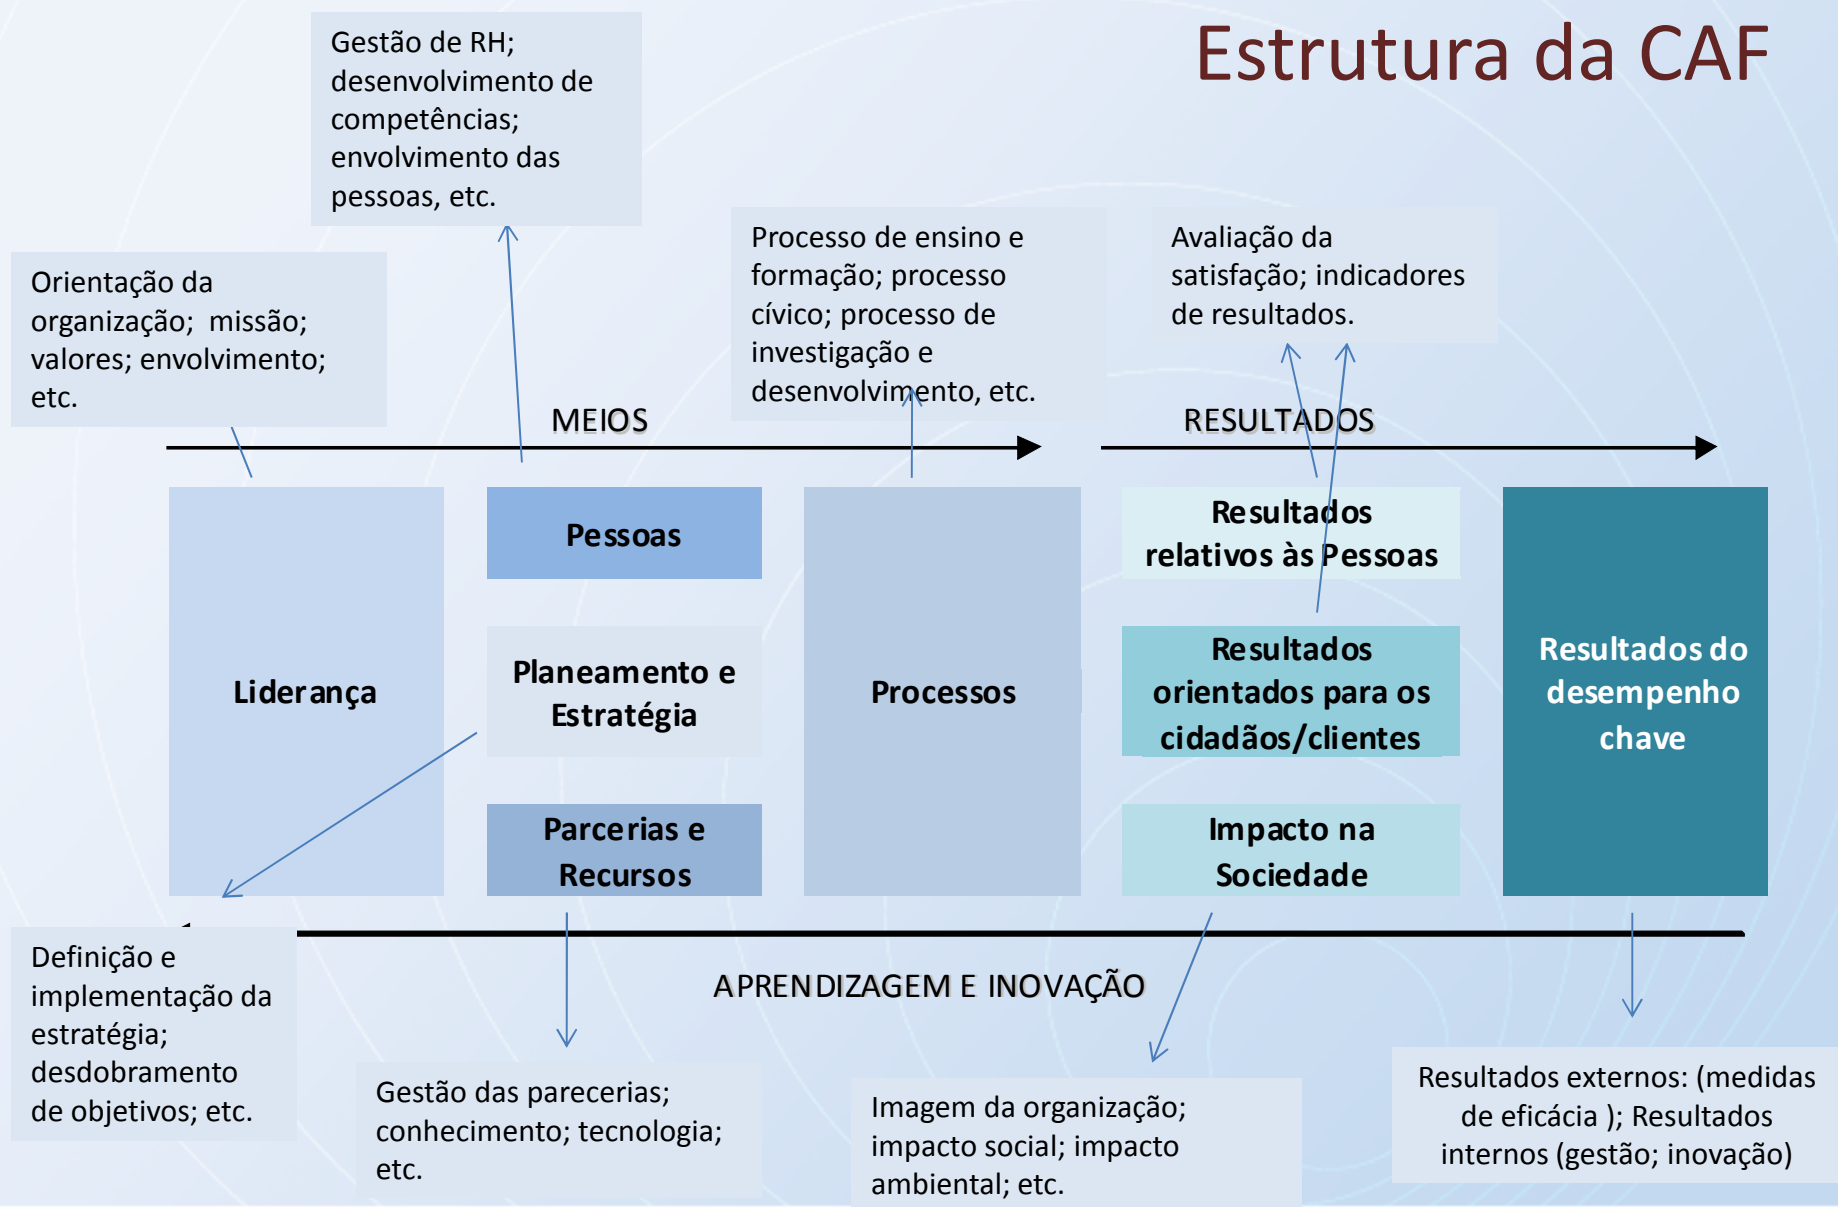 Estrutura da CAF
Gestão de RH;
desenvolvimento de
competências;
envolvimento das
pessoas, etc.
Orientação da
organização;  missão;
valores; envolvimento;
etc.
Processo de ensino e
formação; processo
cívico; processo de
investigação e
desenvolvimento, etc.
Avaliação da
satisfação; indicadores
de resultados.
MEIOS
RESULTADOS
Liderança
Pessoas
Planeamento e
Estratégia
Parcerias e
Recursos
Processos
Resultados
relativos às Pessoas
Resultados
orientados para os
cidadãos/clientes
Impacto na
Sociedade
Resultados do
desempenho
chave
APRENDIZAGEM E INOVAÇÃO
Definição e
implementação da
estratégia;
desdobramento
de objetivos; etc.
Gestão das parecerias;
conhecimento; tecnologia;
etc.
Imagem da organização;
impacto social; impacto
ambiental; etc.
Resultados externos: (medidas
de eficácia ); Resultados
internos (gestão; inovação)